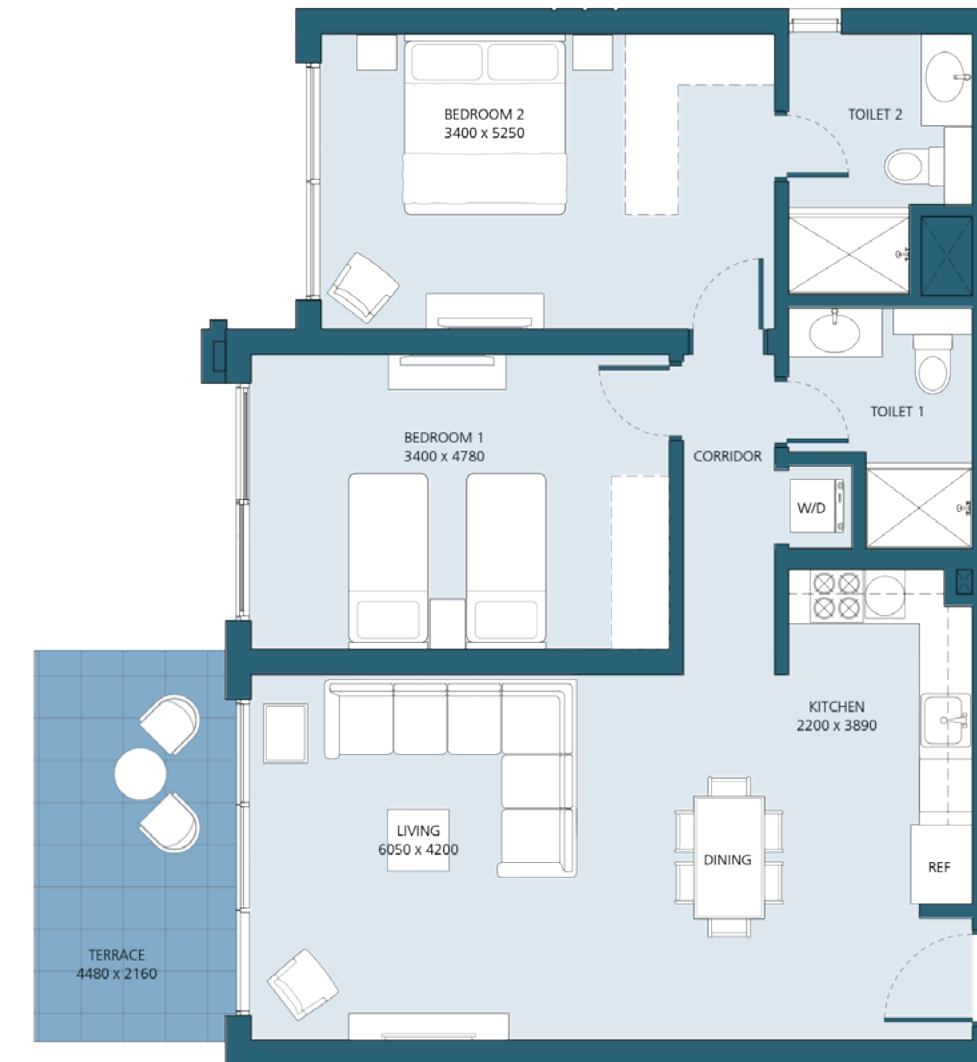 BEDROOM 2
3400 x 5250
TOILET 2
TOILET 1
BEDROOM 1
3400 x 4780
CORRIDOR
W/D
KITCHEN
2200 x 3890
LIVING
6050 x 4200
DINING
REF
TERRACE
4480 x 2160